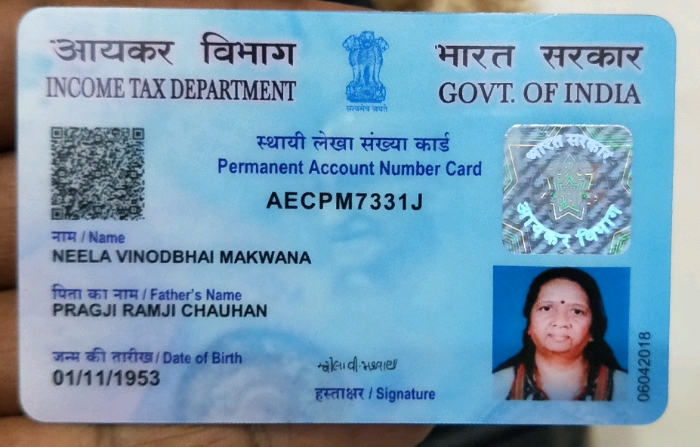 आयकर विभाग
INCOME TAX DEPARTMENT
सत्यमेव जयते
भारत सरकार
GOVT. OF INDIA
स्थायी लेखा संख्या कार्ड
Permanent Account Number Card
AECPM7331J
भारत सरकार
आयकर विभाग
नाम / Name
NEELA VINODBHAI MAKWANA
पिता का नाम / Father's Name
PRAGJI RAMJI CHAUHAN
जन्म की तारीख / Date of Birth
01/11/1953
हस्ताक्षर / Signature
06042018